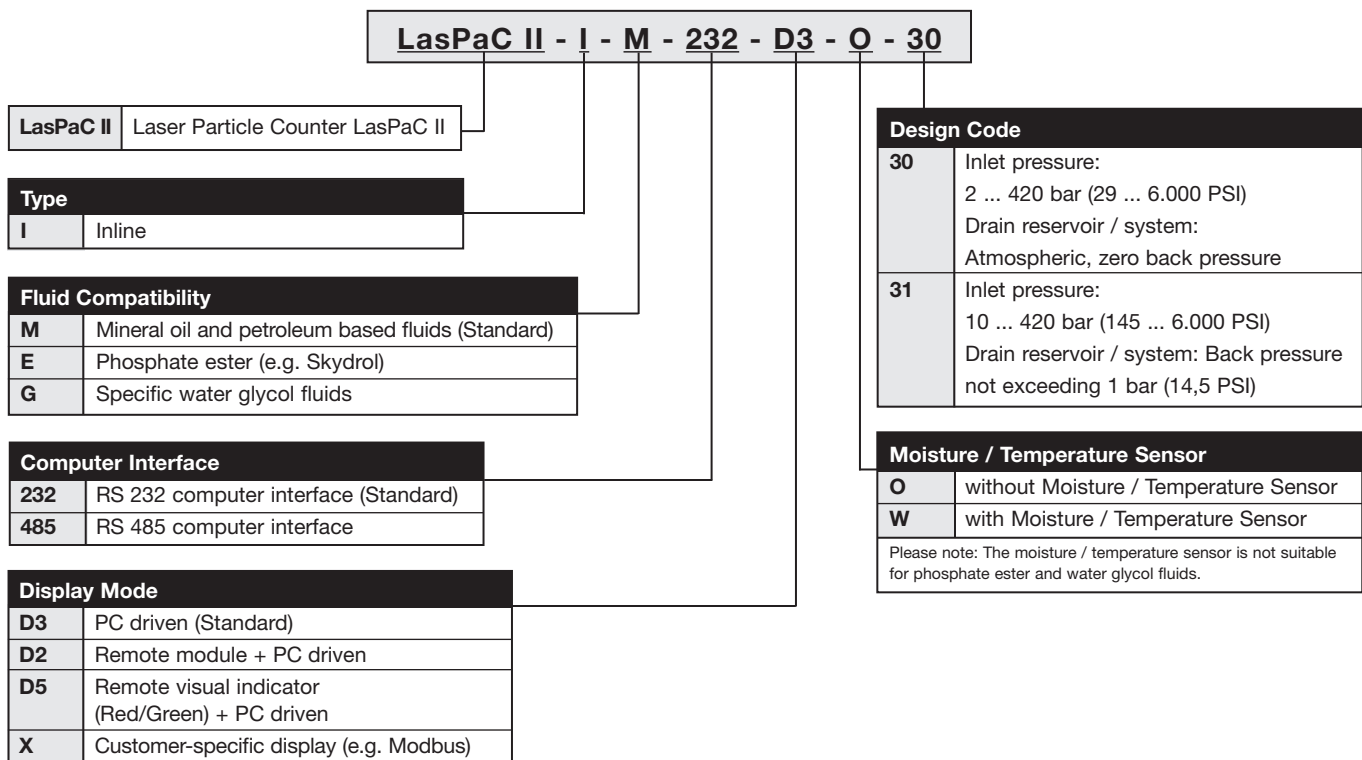 LasPaC II - I - M - 232 - D3 - O - 30
LasPaC II Laser Particle Counter LasPaC II
Type
I Inline
Fluid Compatibility
M Mineral oil and petroleum based fluids (Standard)
E Phosphate ester (e.g. Skydrol)
G Specific water glycol fluids
Computer Interface
232 RS 232 computer interface (Standard)
485 RS 485 computer interface
Display Mode
D3 PC driven (Standard)
D2 Remote module + PC driven
D5 Remote visual indicator
(Red/Green) + PC driven
X Customer-specific display (e.g. Modbus)
Design Code
30 Inlet pressure:
2 ... 420 bar (29 ... 6.000 PSI)
Drain reservoir / system:
Atmospheric, zero back pressure
31 Inlet pressure:
10 ... 420 bar (145 ... 6.000 PSI)
Drain reservoir / system: Back pressure
not exceeding 1 bar (14,5 PSI)
Moisture / Temperature Sensor
O without Moisture / Temperature Sensor
W with Moisture / Temperature Sensor
Please note: The moisture / temperature sensor is not suitable
for phosphate ester and water glycol fluids.